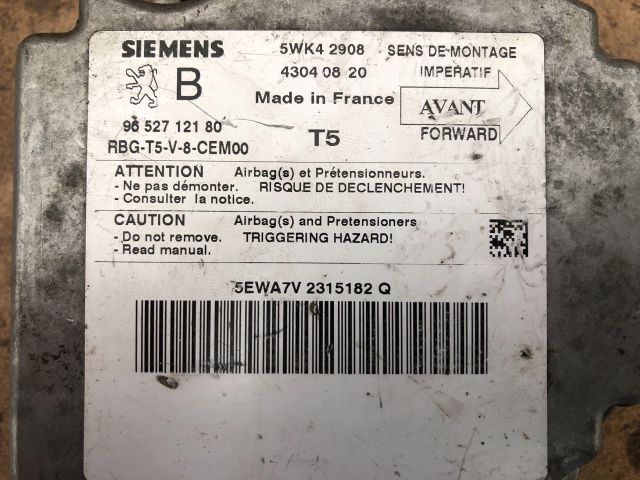 SIEMENS 5WK4 2908 SENS DE MONTAGE
B 4304 08 20 IMPERATIF
Made in France AVANT
96 527 121 80 T5 FORWARD
RBG-T5-V-8-CEM00
ATTENTION Airbag(s) et Prétensionneurs.
- Ne pas démonter. RISQUE DE DECLENCHEMENT!
- Consulter la notice.
CAUTION Airbag(s) and Pretensioners
- Do not remove. TRIGGERING HAZARD!
- Read manual.
5EWA7V 2315182 Q